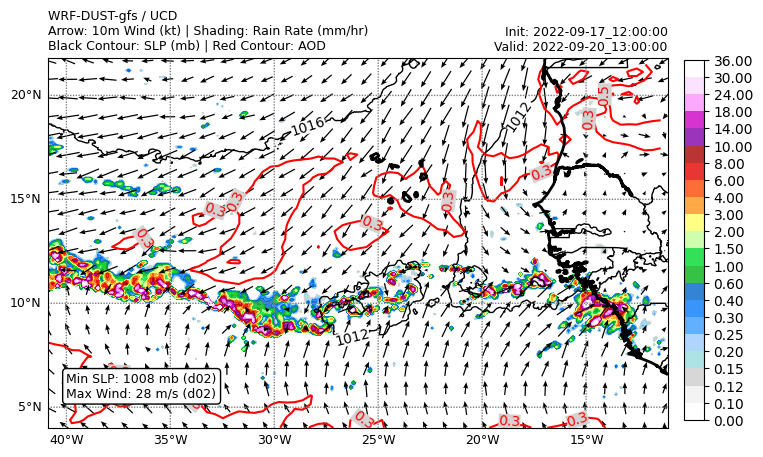 WRF-DUST-gfs / UCD
Arrow: 10m Wind (kt) | Shading: Rain Rate (mm/hr)
Black Contour: SLP (mb) | Red Contour: AOD
Init: 2022-09-17_12:00:00
Valid: 2022-09-20_13:00:00
20°N
15°N
10°N
5°N
40°W
35°W
30°W
25°W
20°W
15°W
1016
1012
1012
0.5
0.3
0.3
0.3
0.3
0.3
0.3
0.3
0.3
0.3
0.3
Min SLP: 1008 mb (d02)
Max Wind: 28 m/s (d02)
36.00
30.00
24.00
18.00
14.00
10.00
8.00
6.00
4.00
3.00
2.00
1.50
1.00
0.60
0.40
0.30
0.25
0.20
0.15
0.12
0.10
0.00